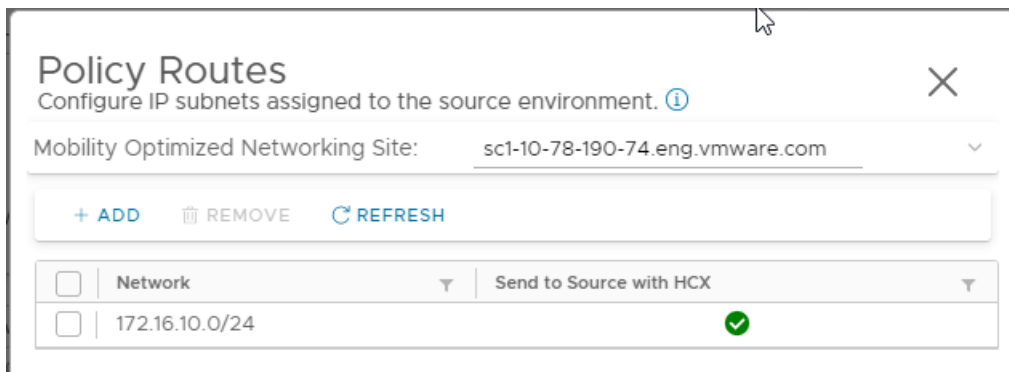 Policy Routes
Configure IP subnets assigned to the source environment.
Mobility Optimized Networking Site: sc1-10-78-190-74.eng.vmware.com
+ ADD REMOVE REFRESH
Network Send to Source with HCX
172.16.10.0/24